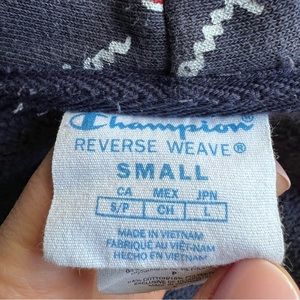 Champion
REVERSE WEAVE®
SMALL
CA MEX JPN
S/P CH L
MADE IN VIETNAM
FABRIQUÉ AU VIÊT-NAM
HECHO EN VIETNAM